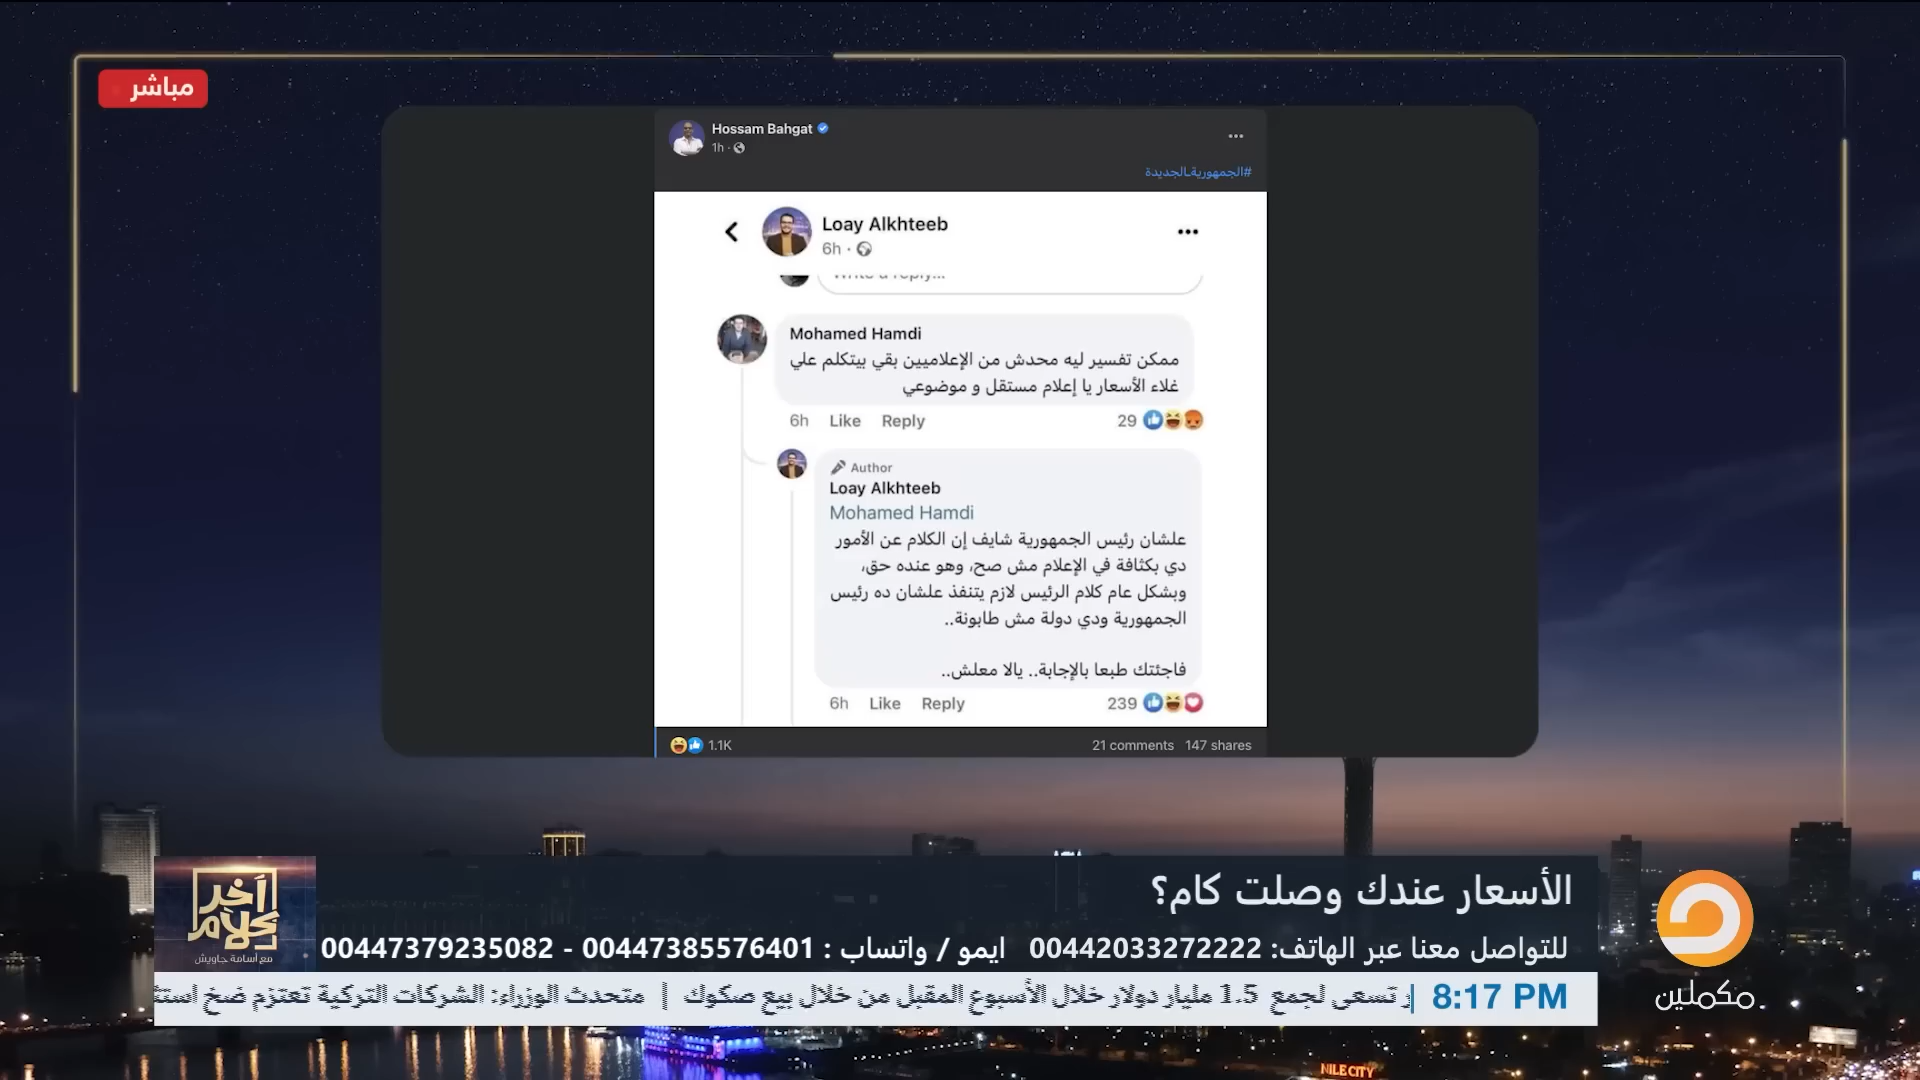 مباشر
Hossam Bahgat
1h
#الجمهورية_الجديدة
Loay Alkhteeb
6h
Write a reply...
Mohamed Hamdi
ممكن تفسير ليه محدش من الإعلاميين بقي بيتكلم علي
غلاء الأسعار يا إعلام مستقل و موضوعي
6h Like Reply 29
Author
Loay Alkhteeb
Mohamed Hamdi
علشان رئيس الجمهورية شايف إن الكلام عن الأمور
دي بكثافة في الإعلام مش صح، وهو عنده حق،
وبشكل عام كلام الرئيس لازم يتنفذ علشان ده رئيس
الجمهورية ودي دولة مش طابونة..
فاجئتك طبعا بالإجابة.. يالا معلش..
6h Like Reply 239
1.1K 21 comments 147 shares
الأسعار عندك وصلت كام؟
للتواصل معنا عبر الهاتف: 00442033272222 ايمو / واتساب : 00447385576401 - 00447379235082
آخر كلام
مع أسامة جاويش
8:17 PM
تسعى لجمع 1.5 مليار دولار خلال الأسبوع المقبل من خلال بيع صكوك | متحدث الوزراء: الشركات التركية تعتزم ضخ
مكملين
NILE CITY